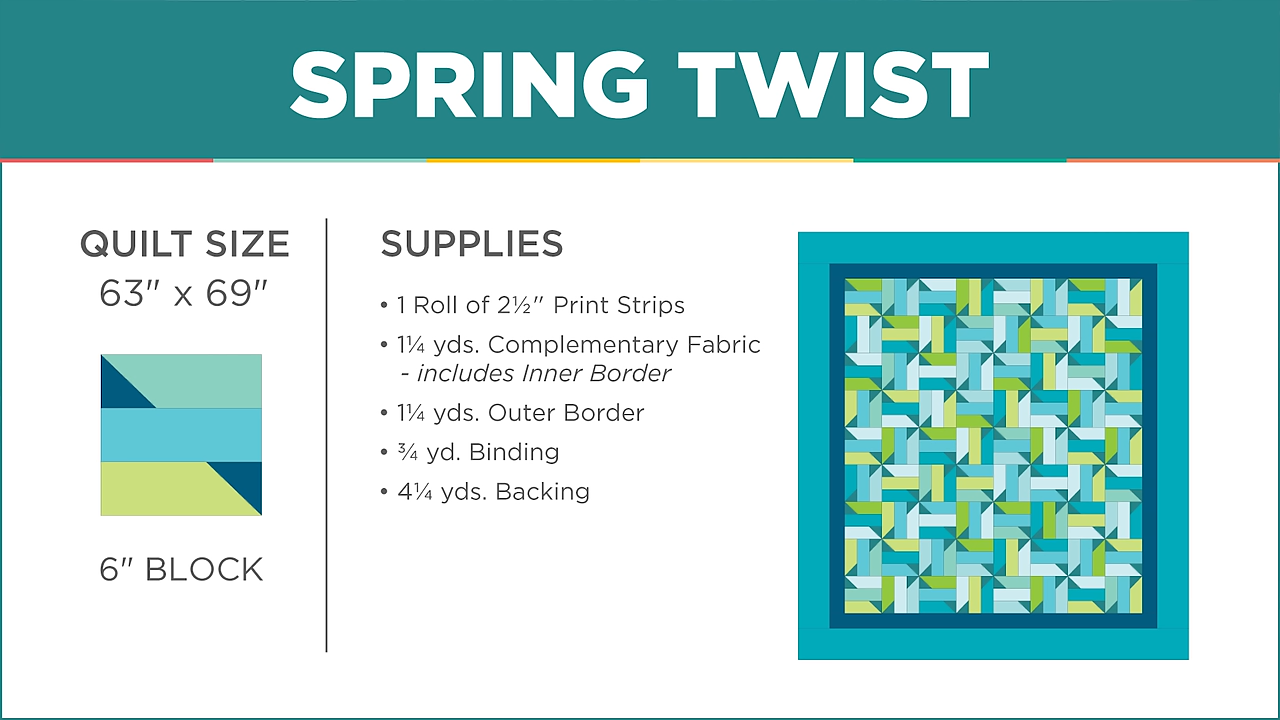 SPRING TWIST
QUILT SIZE
63" x 69"
6" BLOCK
SUPPLIES
• 1 Roll of 2½" Print Strips
• 1¼ yds. Complementary Fabric
- includes Inner Border
• 1¼ yds. Outer Border
• ¾ yd. Binding
• 4¼ yds. Backing